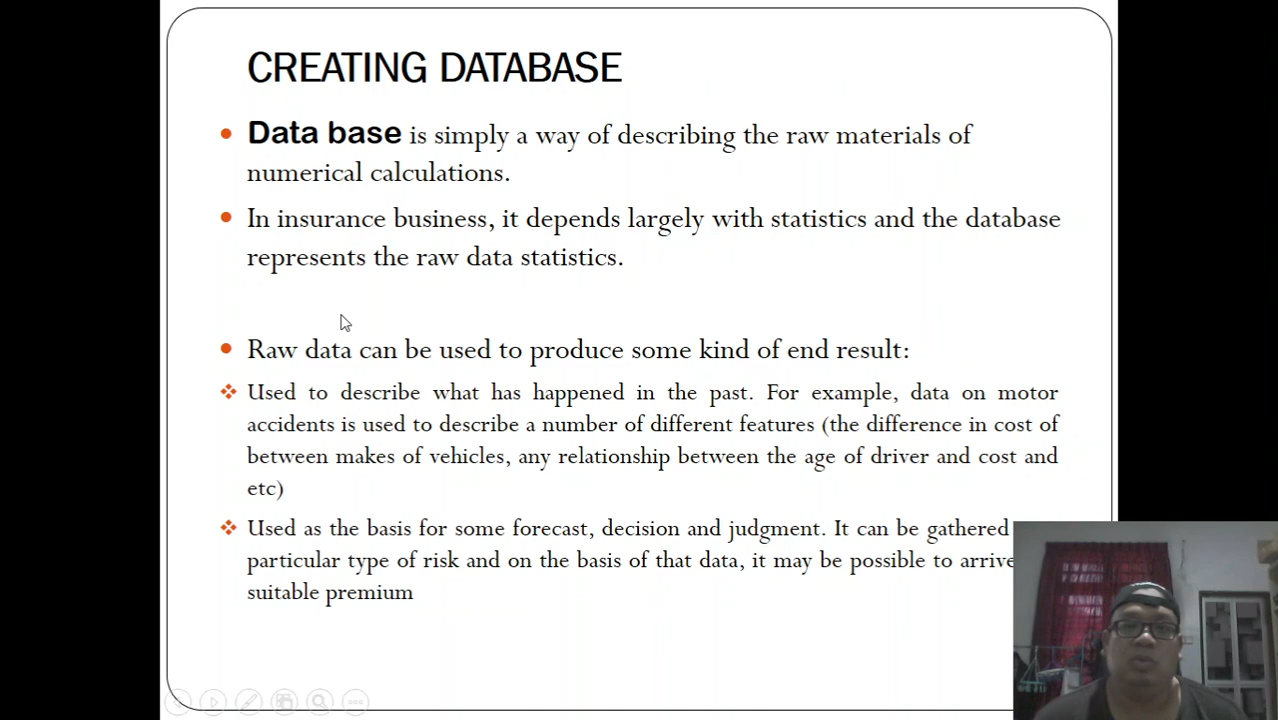 CREATING DATABASE
Data base is simply a way of describing the raw materials of
numerical calculations.
In insurance business, it depends largely with statistics and the database
represents the raw data statistics.
Raw data can be used to produce some kind of end result:
Used to describe what has happened in the past. For example, data on motor
accidents is used to describe a number of different features (the difference in cost of
between makes of vehicles, any relationship between the age of driver and cost and
etc)
Used as the basis for some forecast, decision and judgment. It can be gathered
particular type of risk and on the basis of that data, it may be possible to arrive
suitable premium